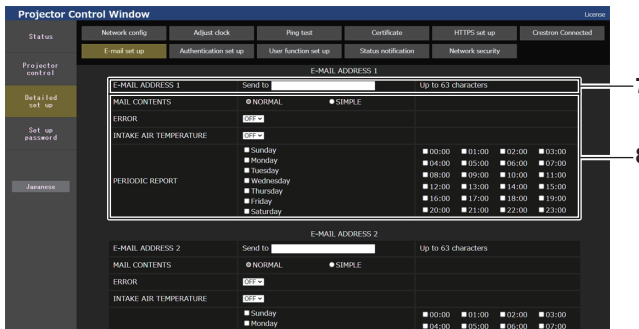 Projector Control Window
License
Status
Network config
Adjust clock
Ping test
Certificate
HTTPS set up
Crestron Connected
E-mail set up
Authentication set up
User function set up
Status notification
Network security
Projector
control
Detailed
set up
Set up
password
Japanese
E-MAIL ADDRESS 1
E-MAIL ADDRESS 1 Send to Up to 63 characters
MAIL CONTENTS NORMAL SIMPLE
ERROR OFF
INTAKE AIR TEMPERATURE OFF
PERIODIC REPORT
Sunday
Monday
Tuesday
Wednesday
Thursday
Friday
Saturday
00:00 01:00 02:00 03:00
04:00 05:00 06:00 07:00
08:00 09:00 10:00 11:00
12:00 13:00 14:00 15:00
16:00 17:00 18:00 19:00
20:00 21:00 22:00 23:00
7
8
E-MAIL ADDRESS 2
E-MAIL ADDRESS 2 Send to Up to 63 characters
MAIL CONTENTS NORMAL SIMPLE
ERROR OFF
INTAKE AIR TEMPERATURE OFF
Sunday
Monday
00:00 01:00 02:00 03:00
04:00 05:00 06:00 07:00